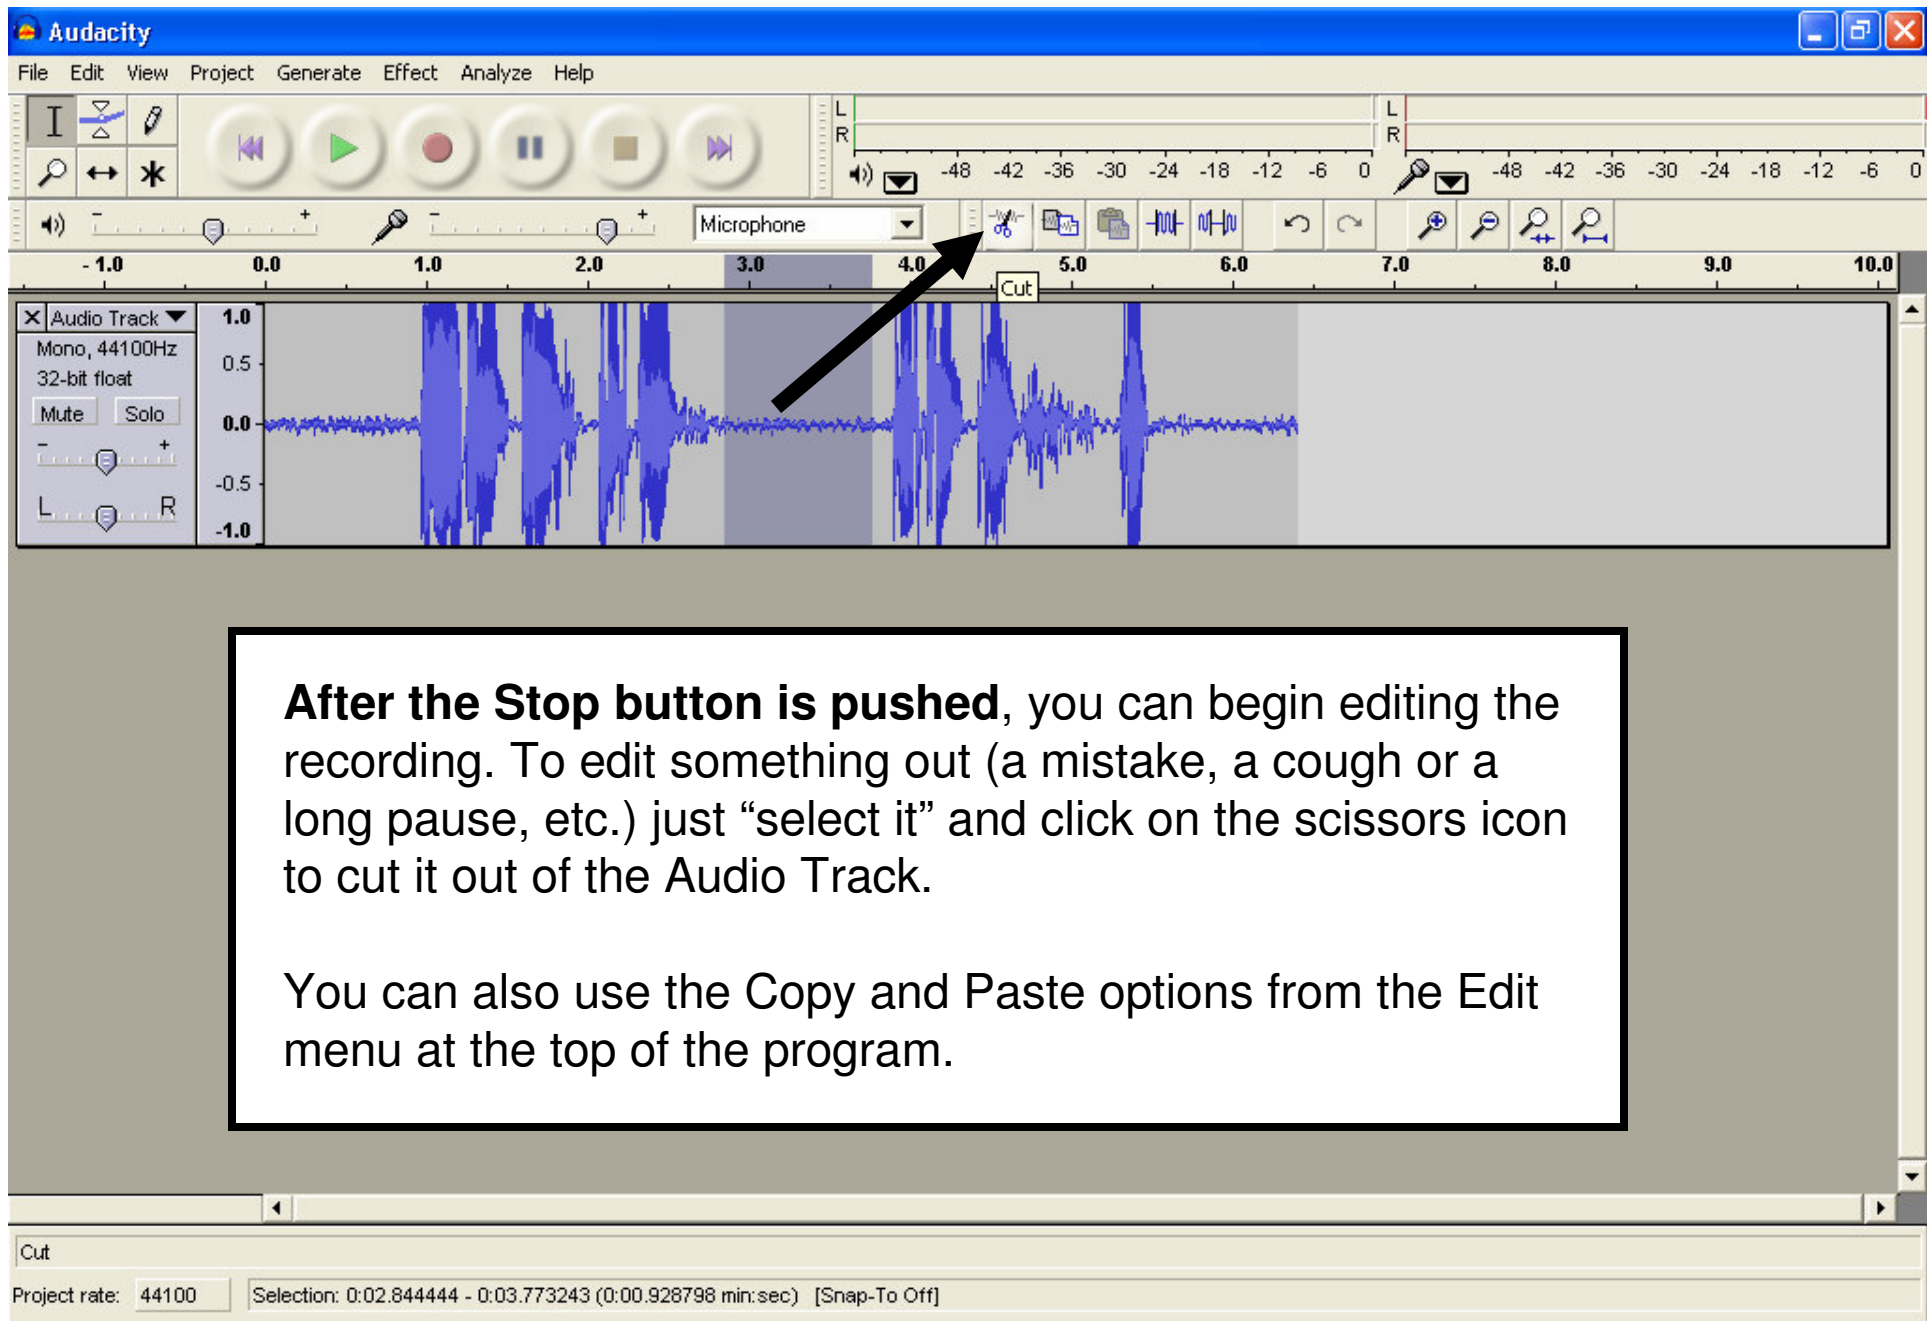 Audacity
File Edit View Project Generate Effect Analyze Help
L
R
-48 -42 -36 -30 -24 -18 -12 -6 0
L
R
-48 -42 -36 -30 -24 -18 -12 -6 0
- + - + Microphone
- 1.0 0.0 1.0 2.0 3.0 4.0 5.0 6.0 7.0 8.0 9.0 10.0
Cut
X Audio Track
Mono, 44100Hz
32-bit float
Mute Solo
- +
L R
1.0
0.5
0.0
-0.5
-1.0
After the Stop button is pushed, you can begin editing the
recording. To edit something out (a mistake, a cough or a
long pause, etc.) just “select it” and click on the scissors icon
to cut it out of the Audio Track.
You can also use the Copy and Paste options from the Edit
menu at the top of the program.
Cut
Project rate: 44100 Selection: 0:02.844444 - 0:03.773243 (0:00.928798 min:sec) [Snap-To Off]